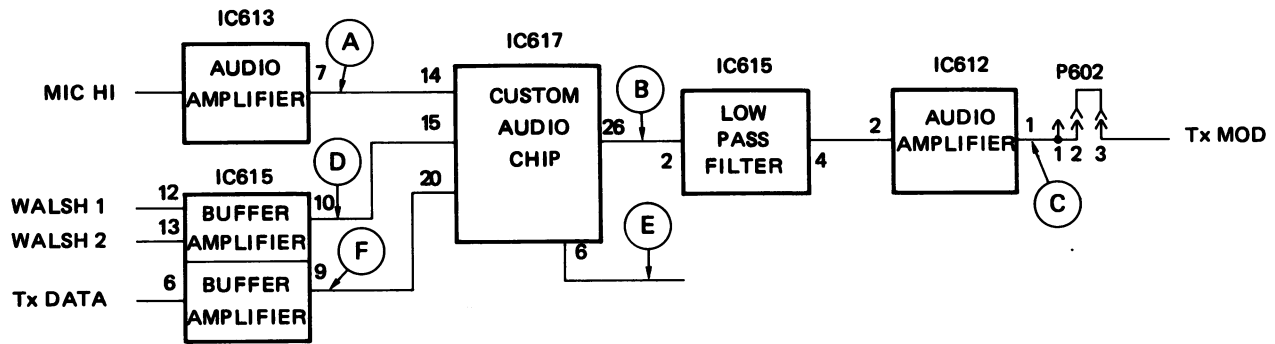 IC613
AUDIO
AMPLIFIER
MIC HI
7
A
14
IC617
CUSTOM
AUDIO
CHIP
15
20
26
6
B
E
IC615
LOW
PASS
FILTER
2
4
IC612
AUDIO
AMPLIFIER
2
1
C
P602
1 2 3
Tx MOD
D
IC615
WALSH 1
12
BUFFER
AMPLIFIER
10
WALSH 2
13
F
Tx DATA
6
BUFFER
AMPLIFIER
9